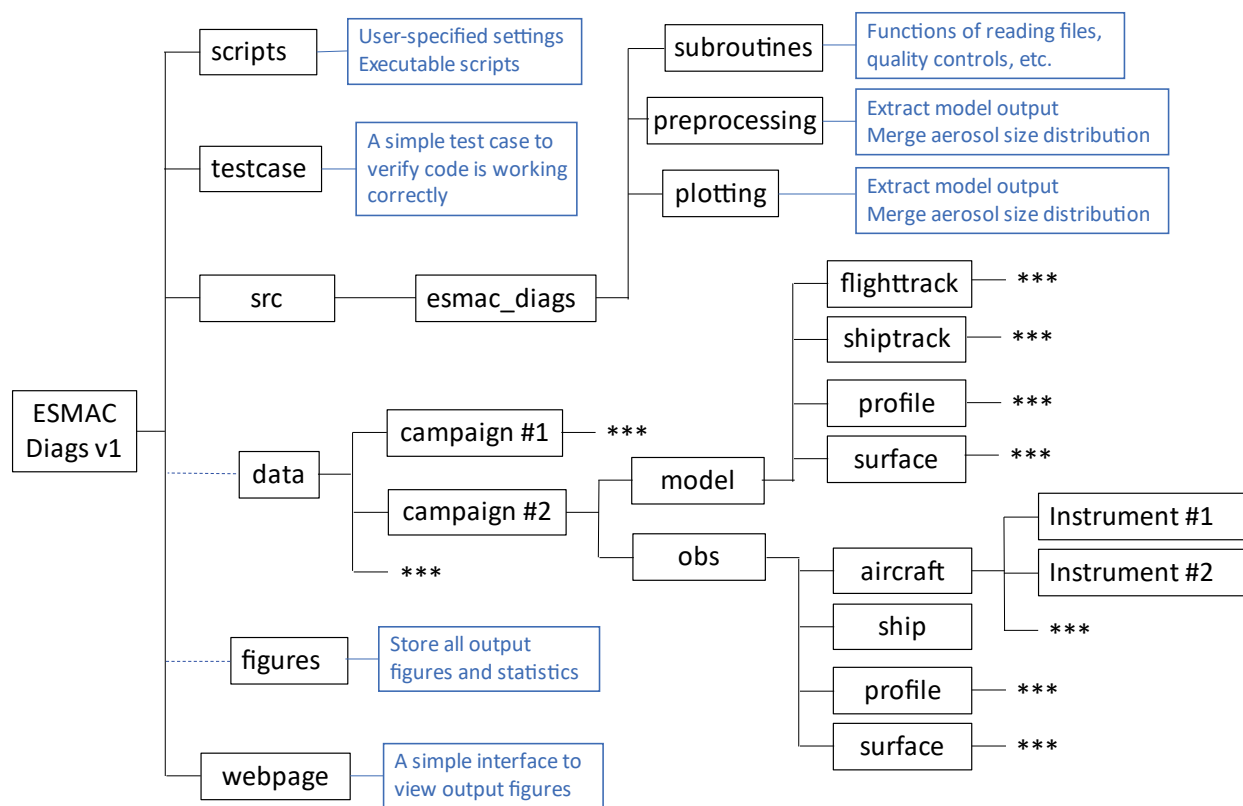 scripts
User-specified settings
Executable scripts
subroutines
Functions of reading files,
quality controls, etc.
testcase
A simple test case to
verify code is working
correctly
preprocessing
Extract model output
Merge aerosol size distribution
plotting
Extract model output
Merge aerosol size distribution
src
esmac_diags
flighttrack
***
shiptrack
***
ESMAC
Diags v1
profile
***
campaign #1
***
surface
***
data
model
campaign #2
Instrument #1
obs
aircraft
Instrument #2
***
ship
***
figures
Store all output
figures and statistics
profile
***
surface
***
webpage
A simple interface to
view output figures